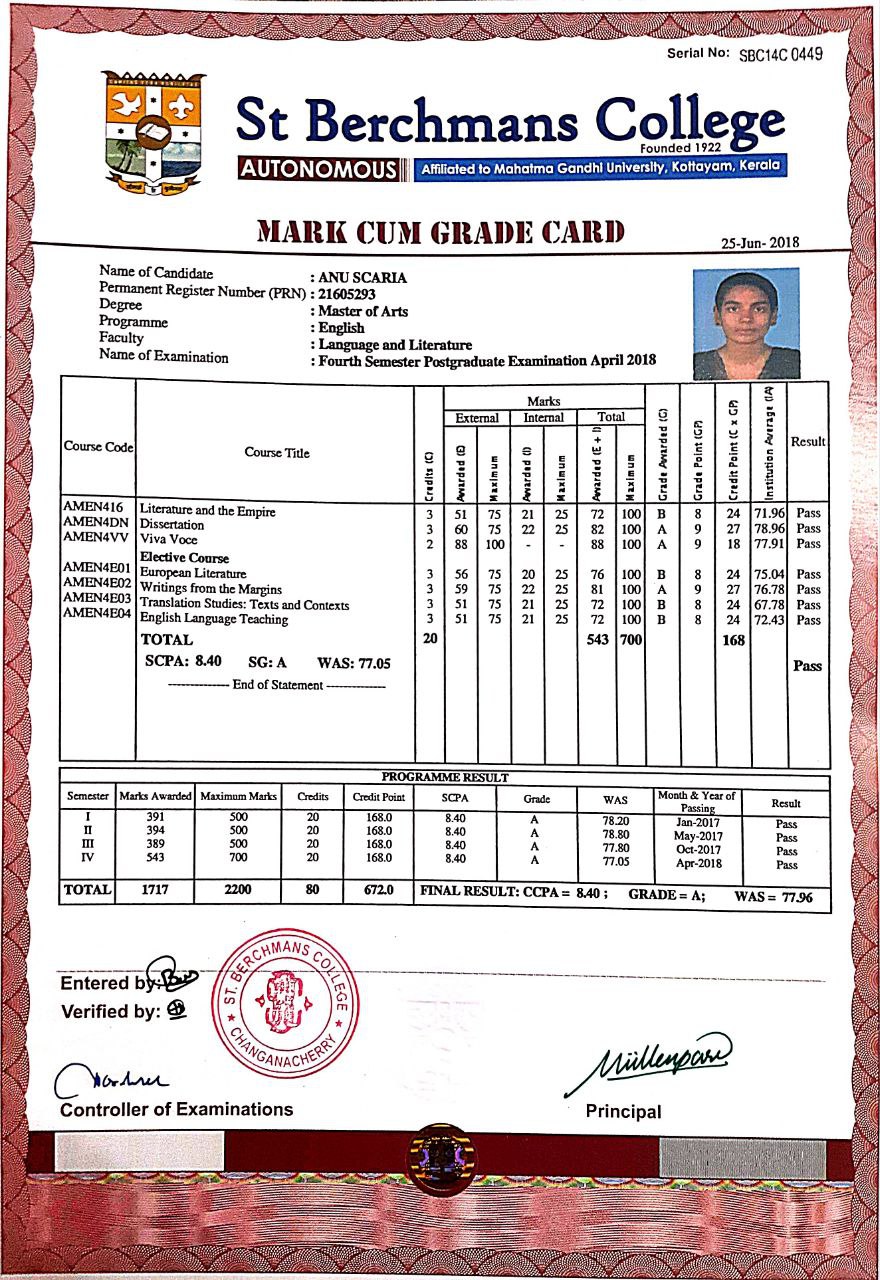 Serial No: SBC14C 0449
St Berchmans College
Founded 1922
AUTONOMOUS Affiliated to Mahatma Gandhi University, Kottayam, Kerala
MARK CUM GRADE CARD
25-Jun- 2018
Name of Candidate : ANU SCARIA
Permanent Register Number (PRN) : 21605293
Degree : Master of Arts
Programme : English
Faculty : Language and Literature
Name of Examination : Fourth Semester Postgraduate Examination April 2018
Course Code Course Title Credits (C) Marks Grade Awarded (G) Grade Point (GP) Credit Point (C x GP) Institution Average (IA) Result
External Internal Total
Awarded (E) Maximum Awarded (I) Maximum Awarded (E + I) Maximum
AMEN416 Literature and the Empire 3 51 75 21 25 72 100 B 8 24 71.96 Pass
AMEN4DN Dissertation 3 60 75 22 25 82 100 A 9 27 78.96 Pass
AMEN4VV Viva Voce 2 88 100 - - 88 100 A 9 18 77.91 Pass
Elective Course
AMEN4E01 European Literature 3 56 75 20 25 76 100 B 8 24 75.04 Pass
AMEN4E02 Writings from the Margins 3 59 75 22 25 81 100 A 9 27 76.78 Pass
AMEN4E03 Translation Studies: Texts and Contexts 3 51 75 21 25 72 100 B 8 24 67.78 Pass
AMEN4E04 English Language Teaching 3 51 75 21 25 72 100 B 8 24 72.43 Pass
TOTAL 20 543 700 168
SCPA: 8.40 SG: A WAS: 77.05 Pass
-------------- End of Statement --------------
PROGRAMME RESULT
Semester Marks Awarded Maximum Marks Credits Credit Point SCPA Grade WAS Month & Year of Passing Result
I 391 500 20 168.0 8.40 A 78.20 Jan-2017 Pass
II 394 500 20 168.0 8.40 A 78.80 May-2017 Pass
III 389 500 20 168.0 8.40 A 77.80 Oct-2017 Pass
IV 543 700 20 168.0 8.40 A 77.05 Apr-2018 Pass
TOTAL 1717 2200 80 672.0 FINAL RESULT: CCPA = 8.40 ; GRADE = A; WAS = 77.96
Entered by:
Verified by:
ST. BERCHMANS COLLEGE
CHANGANACHERRY
Controller of Examinations
Principal